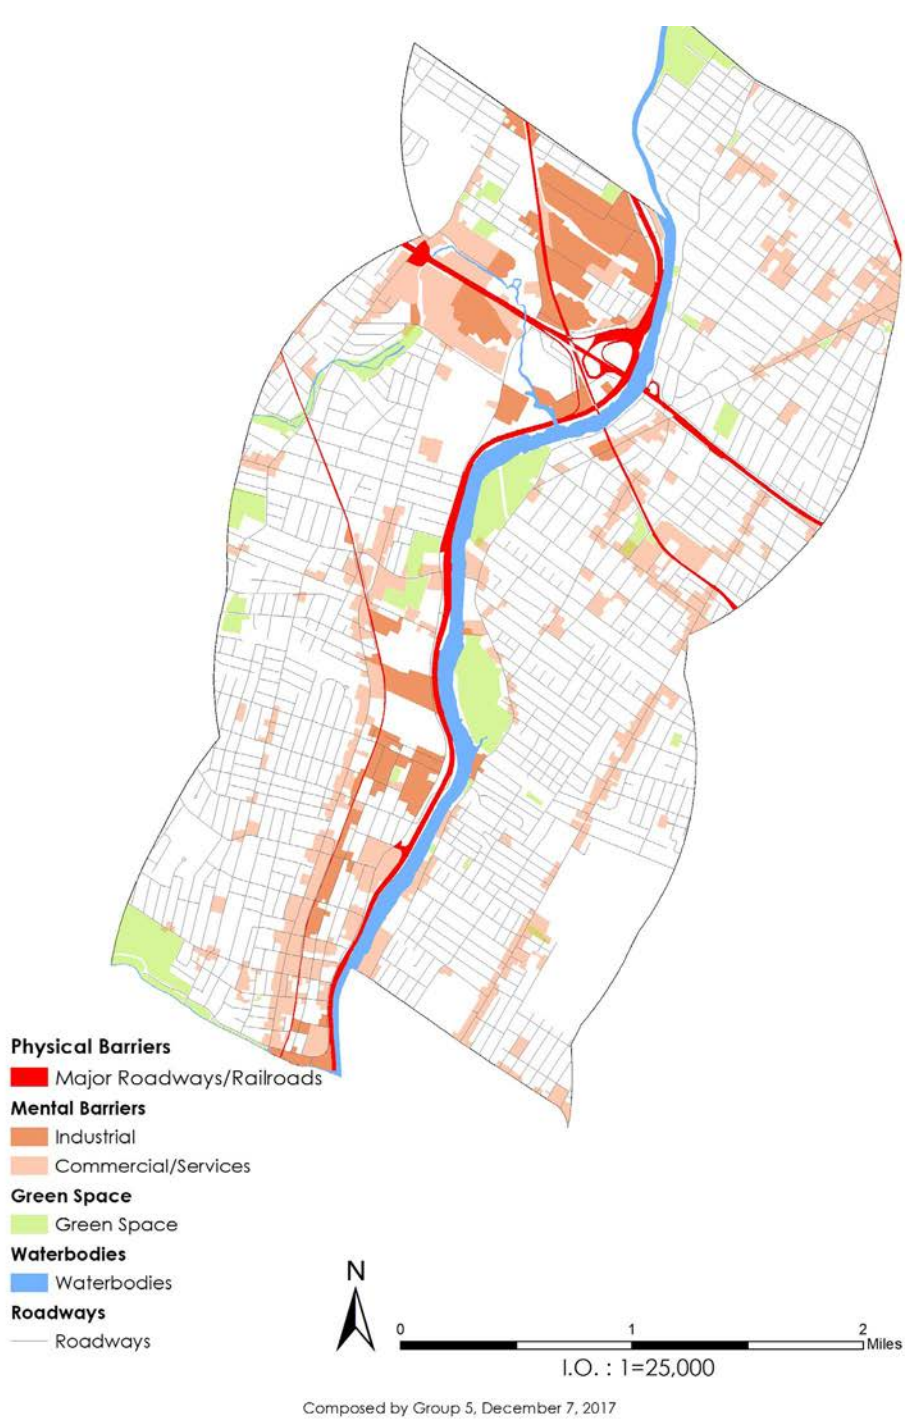 Physical Barriers
Major Roadways/Railroads
Mental Barriers
Industrial
Commercial/Services
Green Space
Green Space
Waterbodies
Waterbodies
Roadways
Roadways
N
0 1 2
Miles
I.O. : 1=25,000
Composed by Group 5, December 7, 2017